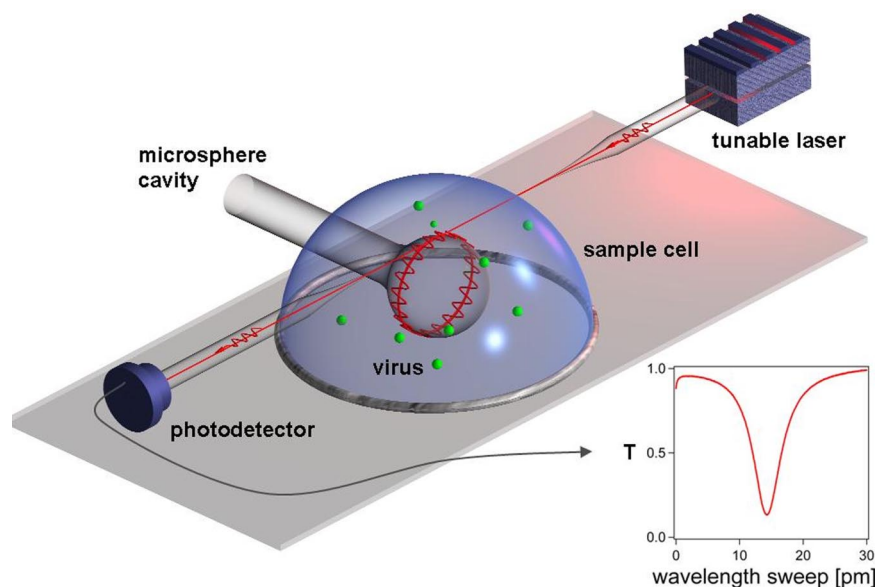 tunable laser
microsphere
cavity
sample cell
virus
photodetector
T
1.0
0.5
0.0
0
10
20
30
wavelength sweep [pm]